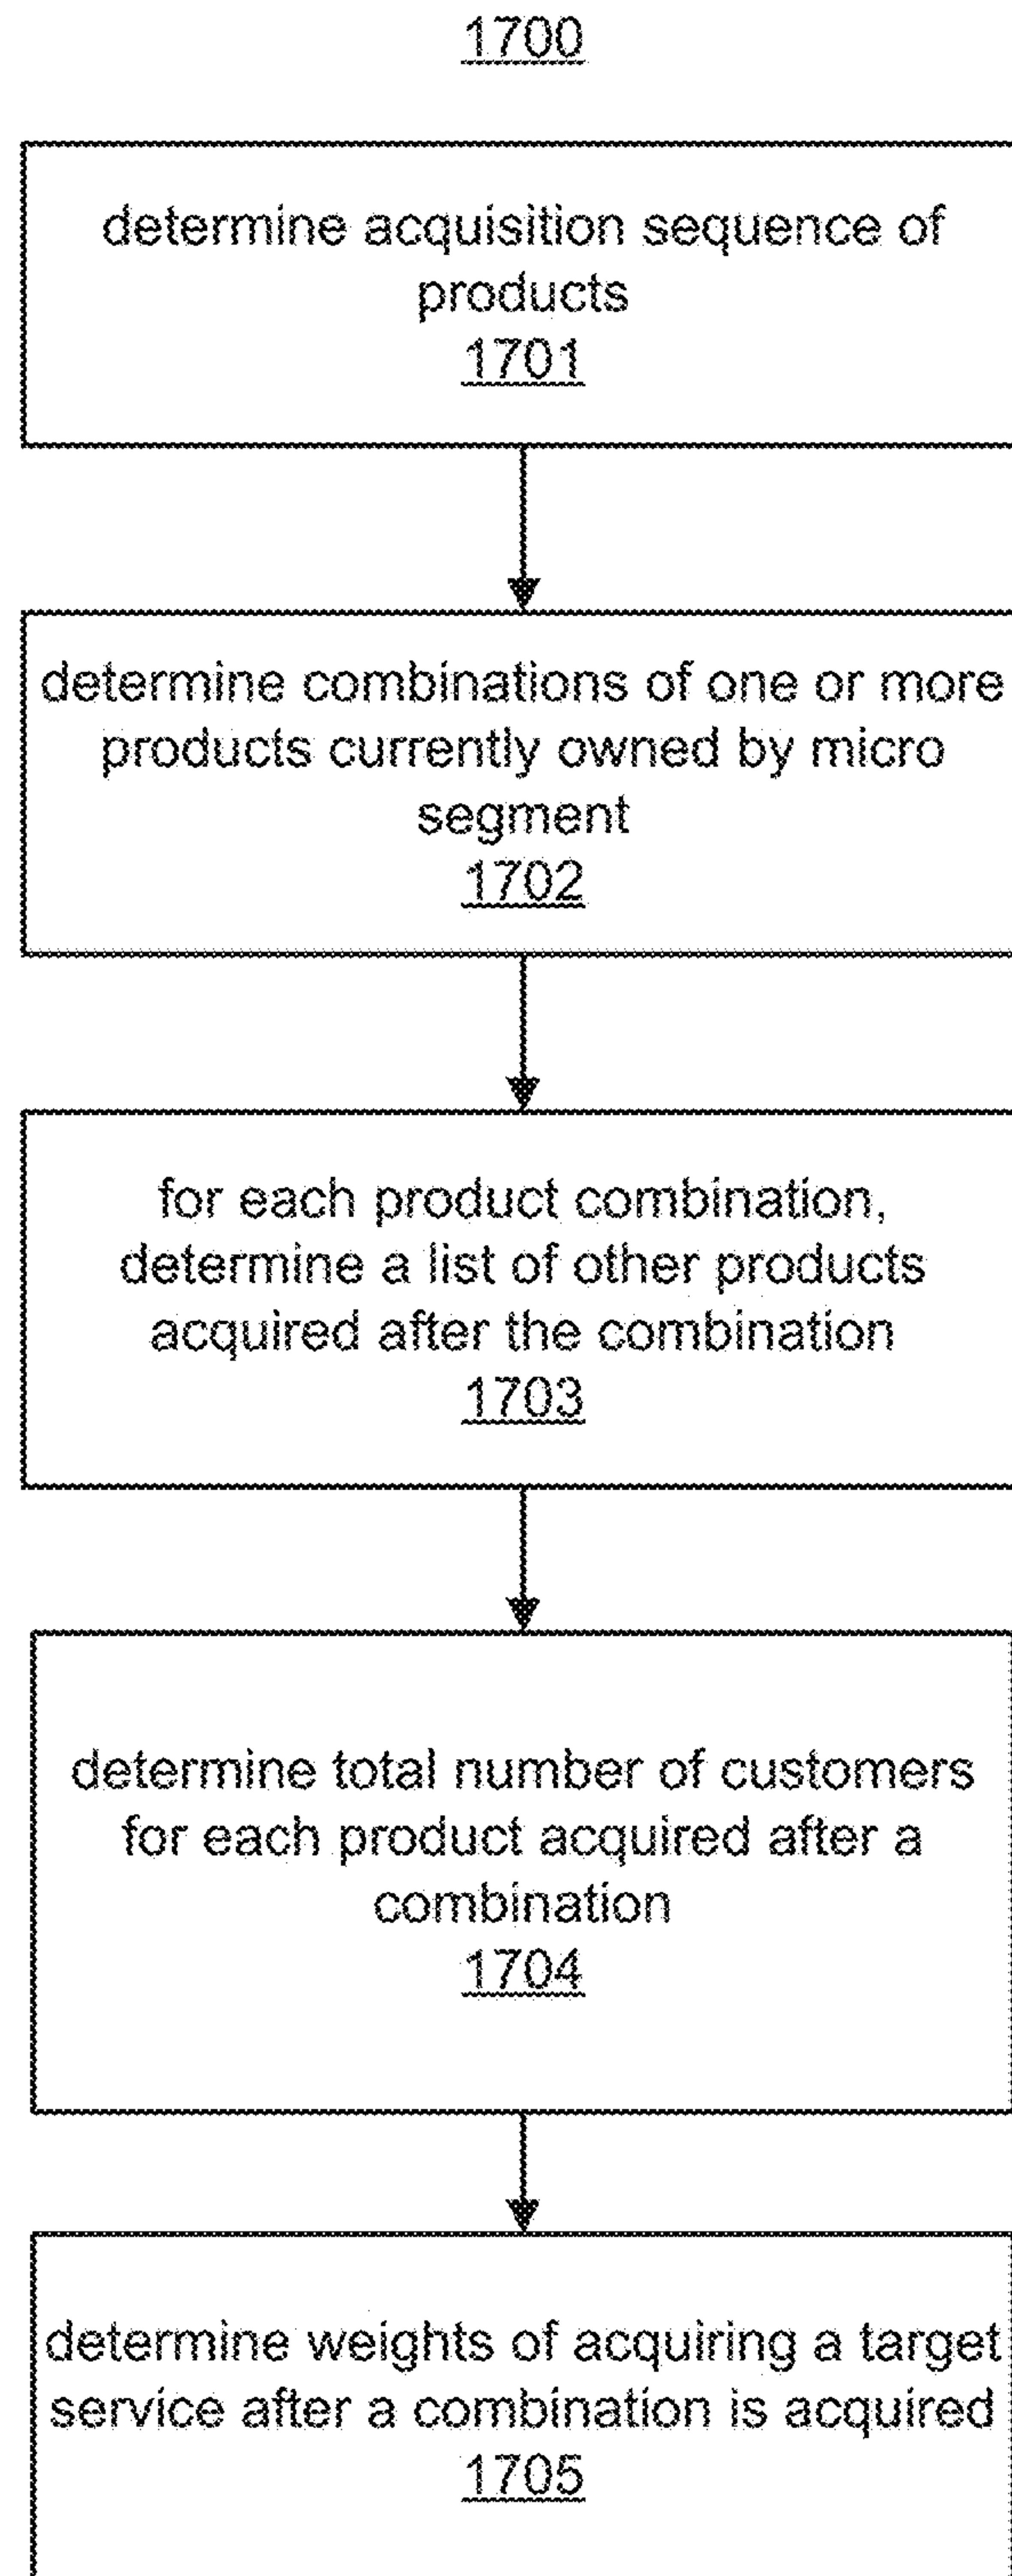 1700
determine acquisition sequence of
products
1701
determine combinations of one or more
products currently owned by micro
segment
1702
for each product combination,
determine a list of other products
acquired after the combination
1703
determine total number of customers
for each product acquired after a
combination
1704
determine weights of acquiring a target
service after a combination is acquired
1705